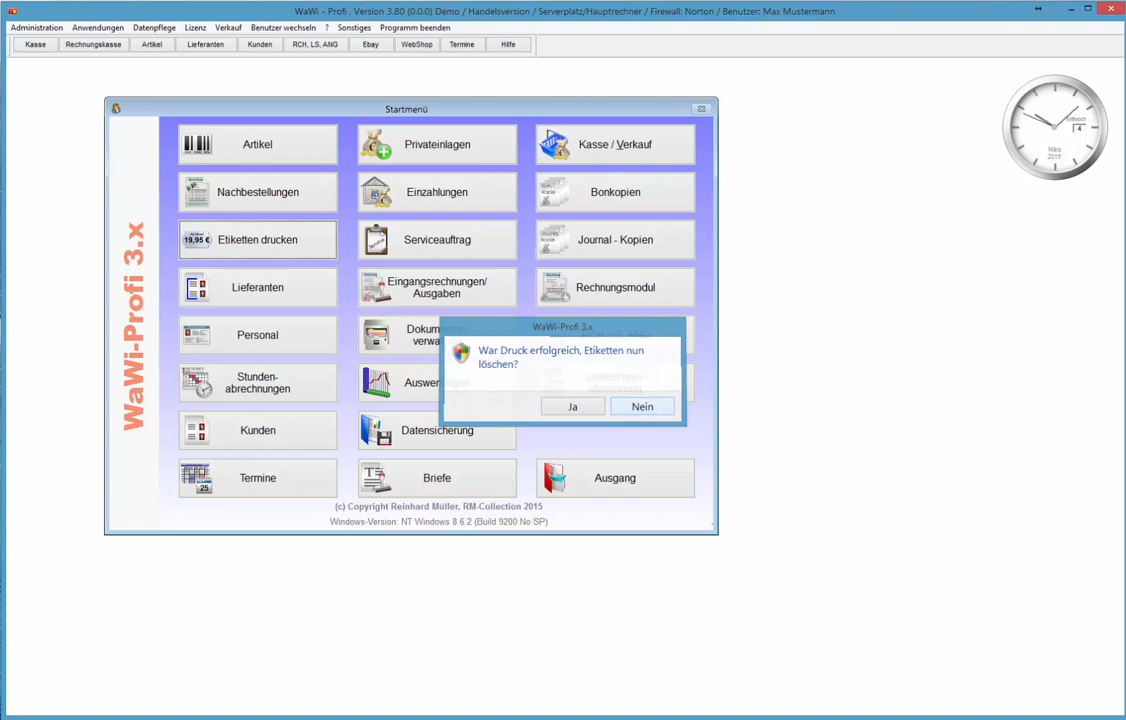 WaWi - Profi , Version 3.80 (0.0.0) Demo / Handelsversion / Serverplatz/Hauptrechner / Firewall: Norton / Benutzer: Max Mustermann
Administration Anwendungen Datenpflege Lizenz Verkauf Benutzer wechseln ? Sonstiges Programm beenden
Kasse Rechnungskasse Artikel Lieferanten Kunden RCH, LS, ANG Ebay WebShop Termine Hilfe
Startmenü
Mittwoch
4
März
2015
WaWi-Profi 3.x
Artikel
Privateinlagen
Kasse / Verkauf
Nachbestellungen
Einzahlungen
Bonkopien
19,95 €
Etiketten drucken
Serviceauftrag
Journal - Kopien
Lieferanten
Eingangsrechnungen/
Ausgaben
Rechnungsmodul
Personal
Stunden-
abrechnungen
Kunden
Datensicherung
Termine
25
Briefe
Ausgang
WaWi-Profi 3.x
War Druck erfolgreich, Etiketten nun
löschen?
Ja
Nein
(c) Copyright Reinhard Müller, RM-Collection 2015
Windows-Version: NT Windows 8 6.2 (Build 9200:No SP)